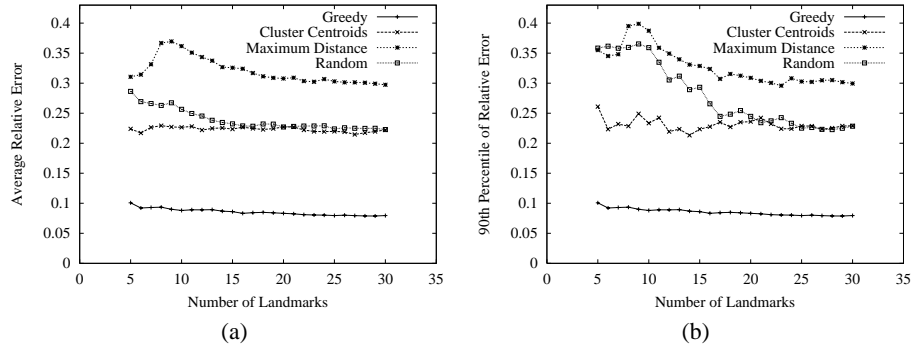 0.45
0.4
0.35
0.3
0.25
0.2
0.15
0.1
0.05
0
Average Relative Error
0 5 10 15 20 25 30 35
Number of Landmarks
Greedy
Cluster Centroids
Maximum Distance
Random
(a)
0.45
0.4
0.35
0.3
0.25
0.2
0.15
0.1
0.05
0
90th Percentile of Relative Error
0 5 10 15 20 25 30 35
Number of Landmarks
Greedy
Cluster Centroids
Maximum Distance
Random
(b)